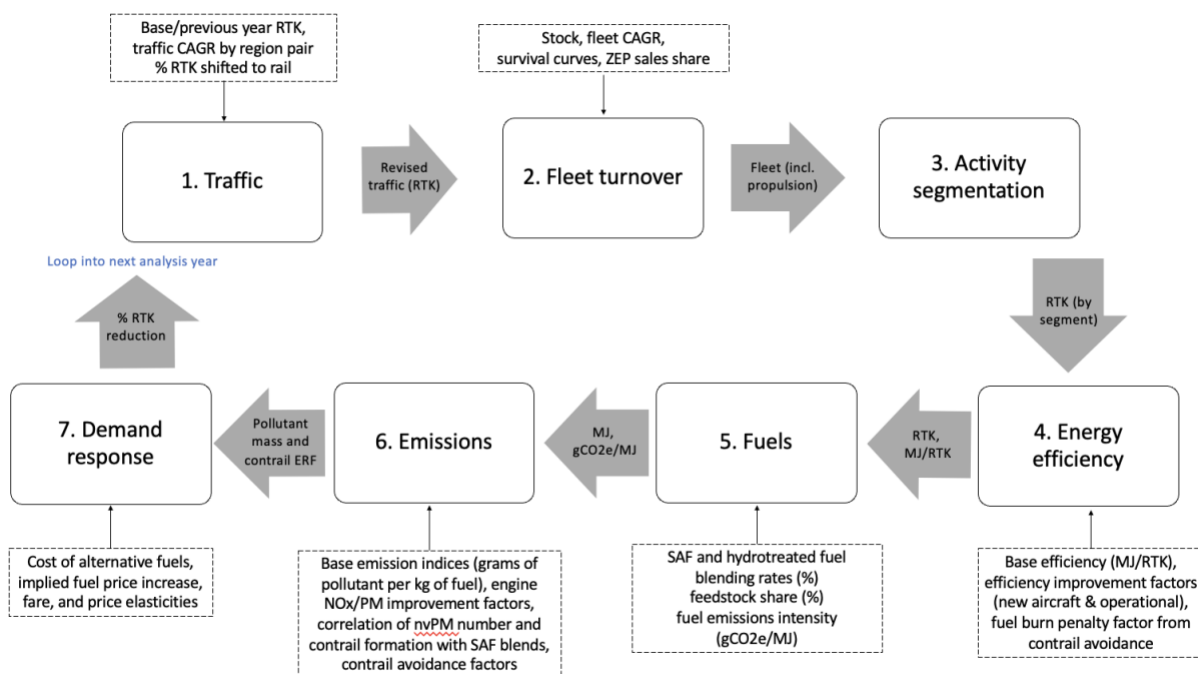 Base/previous year RTK,
traffic CAGR by region pair
% RTK shifted to rail
Stock, fleet CAGR,
survival curves, ZEP sales share
1. Traffic
Revised
traffic (RTK)
2. Fleet turnover
Fleet (incl.
propulsion)
3. Activity
segmentation
Loop into next analysis year
% RTK
reduction
RTK (by
segment)
7. Demand
response
Pollutant
mass and
contrail ERF
6. Emissions
MJ,
gCO2e/MJ
5. Fuels
RTK,
MJ/RTK
4. Energy
efficiency
Cost of alternative fuels,
implied fuel price increase,
fare, and price elasticities
Base emission indices (grams of
pollutant per kg of fuel), engine
NOx/PM improvement factors,
correlation of nvPM number and
contrail formation with SAF blends,
contrail avoidance factors
SAF and hydrotreated fuel
blending rates (%)
feedstock share (%)
fuel emissions intensity
(gCO2e/MJ)
Base efficiency (MJ/RTK),
efficiency improvement factors
(new aircraft & operational),
fuel burn penalty factor from
contrail avoidance